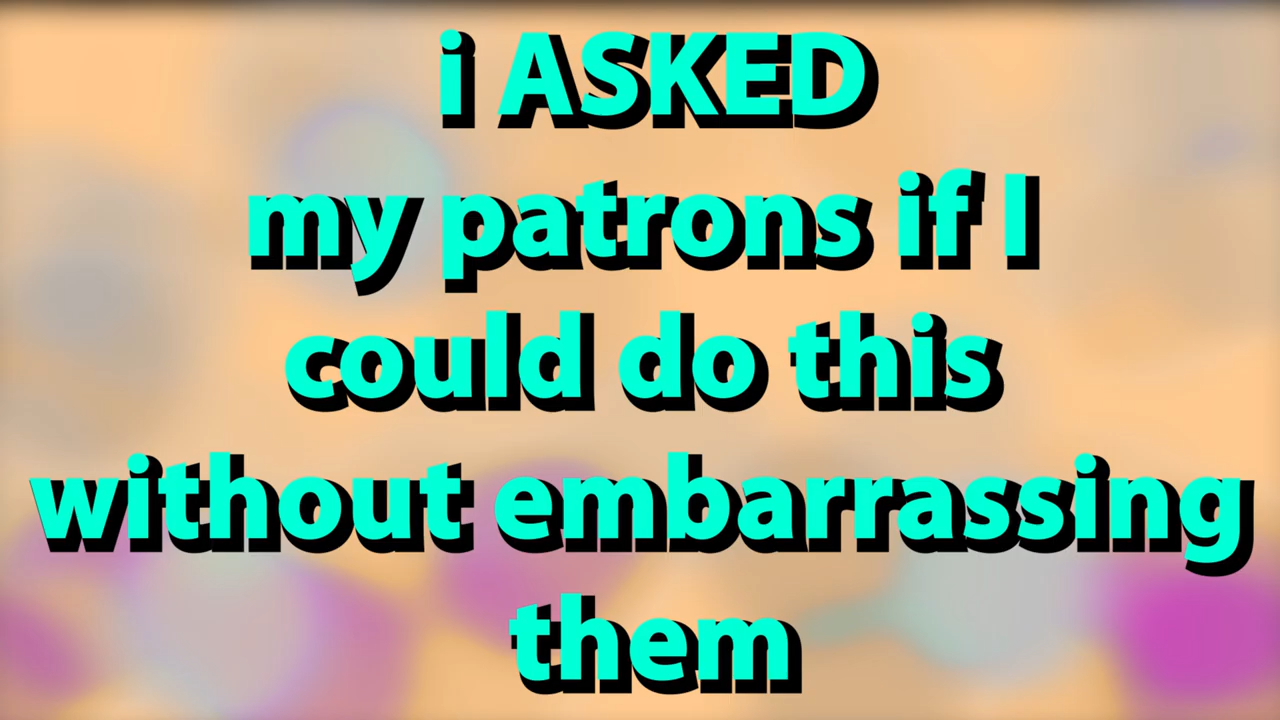 i ASKED
my patrons if I
could do this
without embarrassing
them